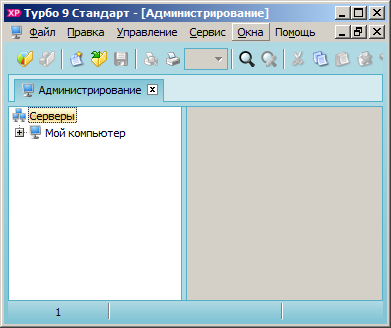 XP Турбо 9 Стандарт - [Администрирование]
Файл Правка Управление Сервис Окна Помощь
Администрирование
Серверы
Мой компьютер
1